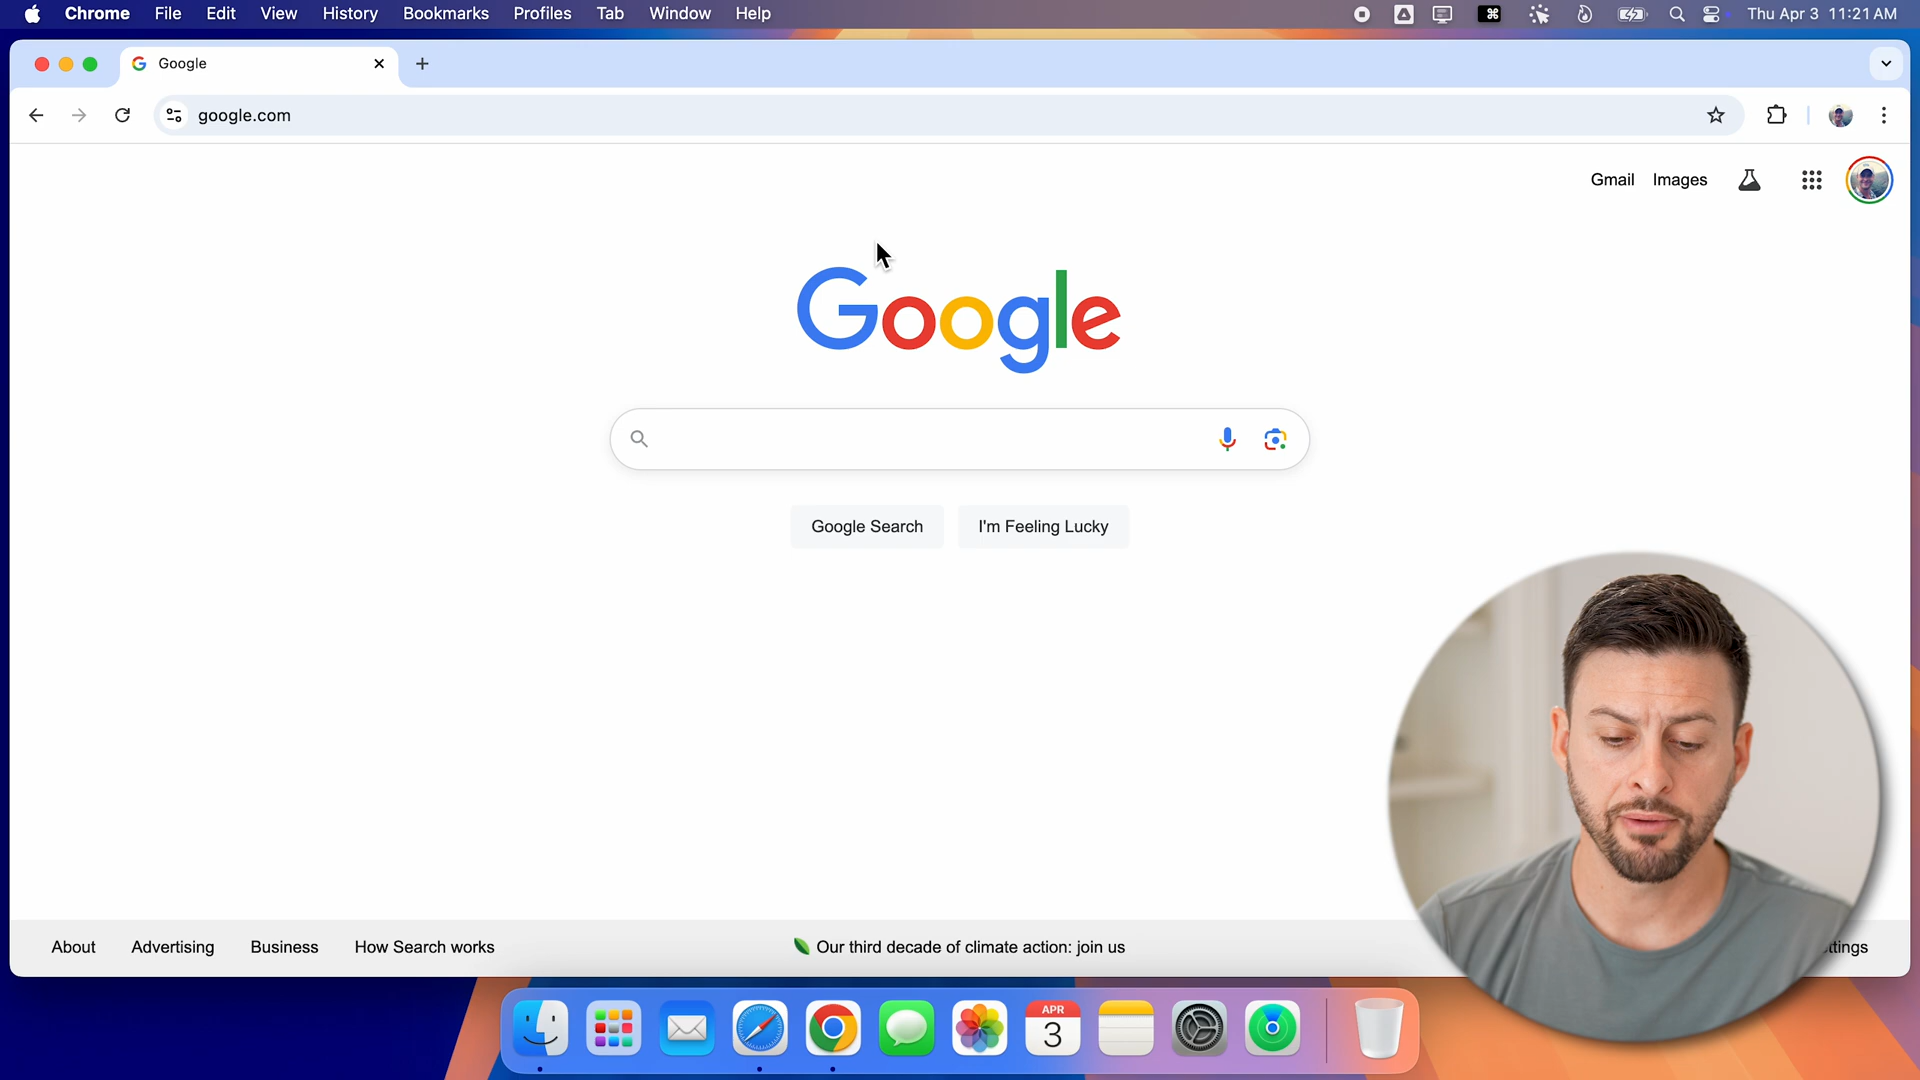 Chrome File Edit View History Bookmarks Profiles Tab Window Help Thu Apr 3 11:21 AM
Google
google.com
Gmail Images
Google
Google Search I'm Feeling Lucky
About Advertising Business How Search works Our third decade of climate action: join us
APR
3